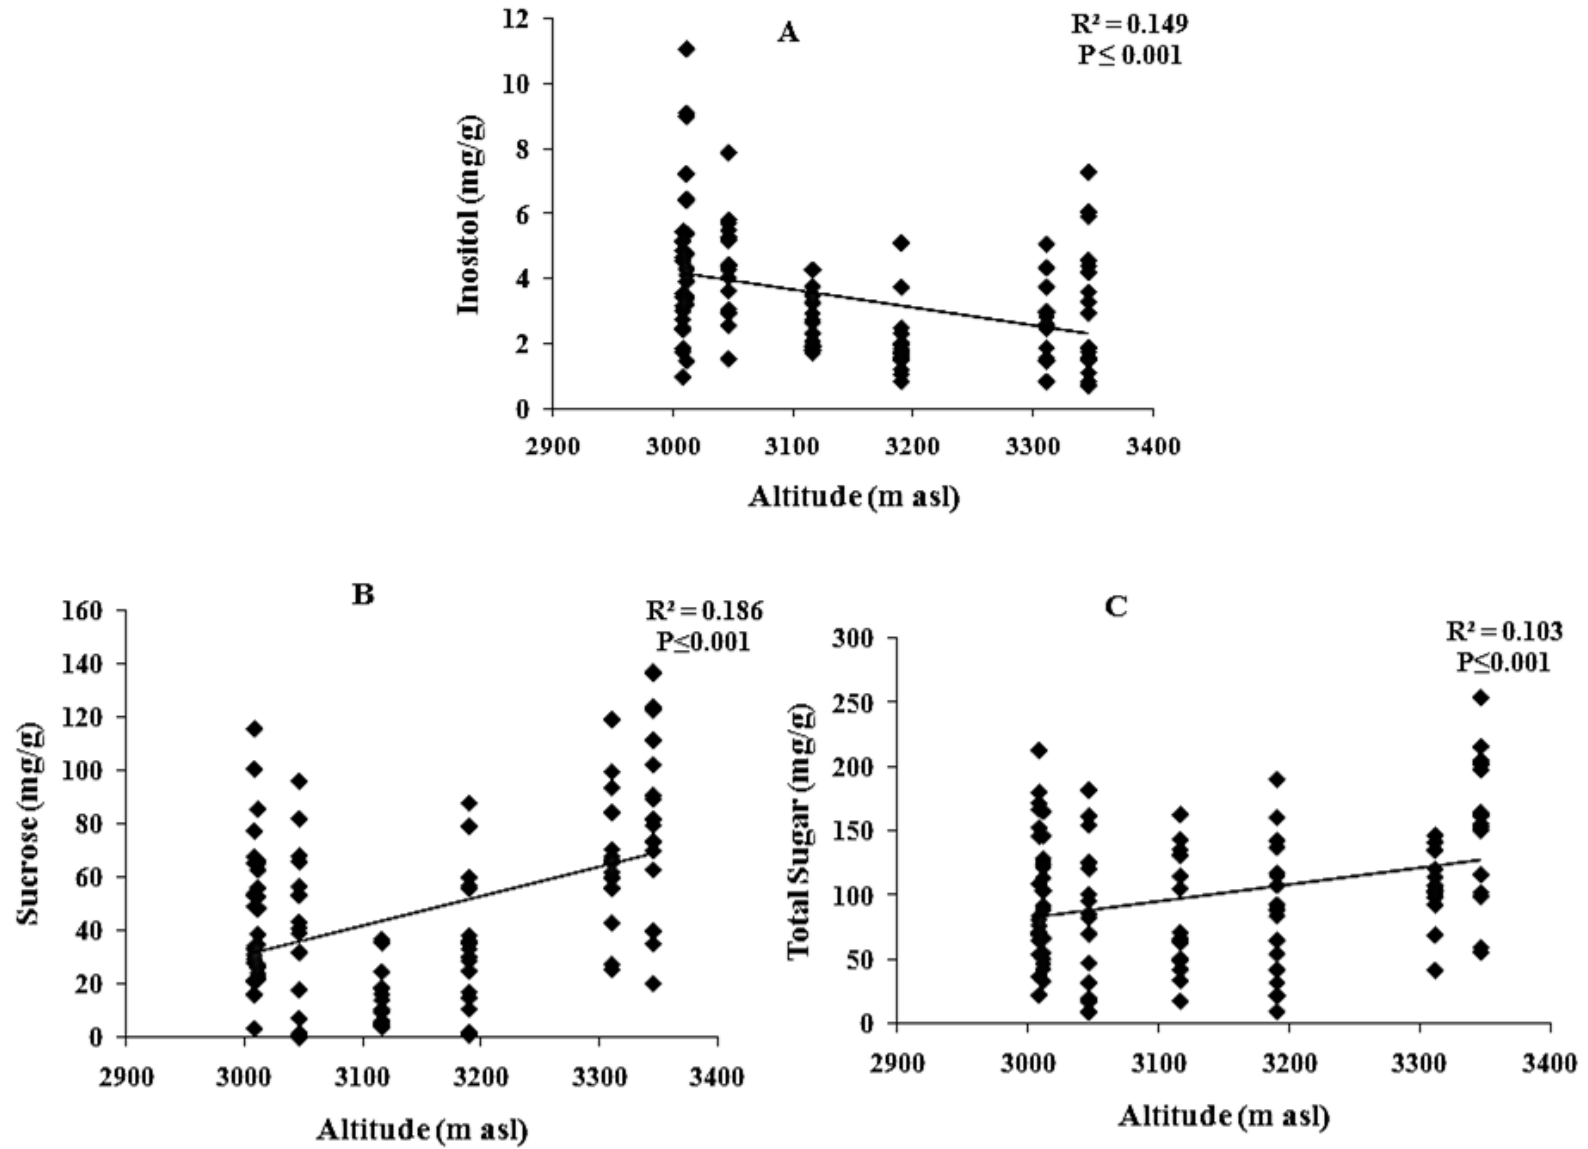 A
R² = 0.149
P ≤ 0.001
12
10
8
6
4
2
0
Inositol (mg/g)
2900 3000 3100 3200 3300 3400
Altitude (m asl)
B
R² = 0.186
P≤0.001
160
140
120
100
80
60
40
20
0
Sucrose (mg/g)
2900 3000 3100 3200 3300 3400
Altitude (m asl)
C
R² = 0.103
P≤0.001
300
250
200
150
100
50
0
Total Sugar (mg/g)
2900 3000 3100 3200 3300 3400
Altitude (m asl)